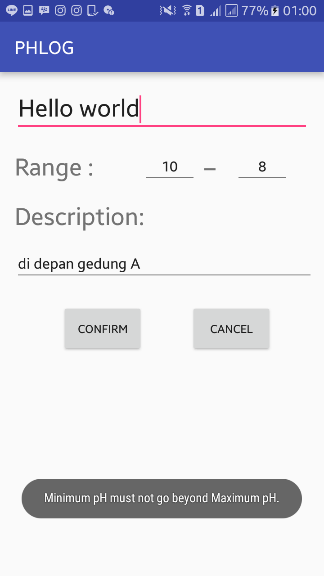 77% 01:00
PHLOG
Hello world
Range : 10 – 8
Description:
di depan gedung A
CONFIRM CANCEL
Minimum pH must not go beyond Maximum pH.